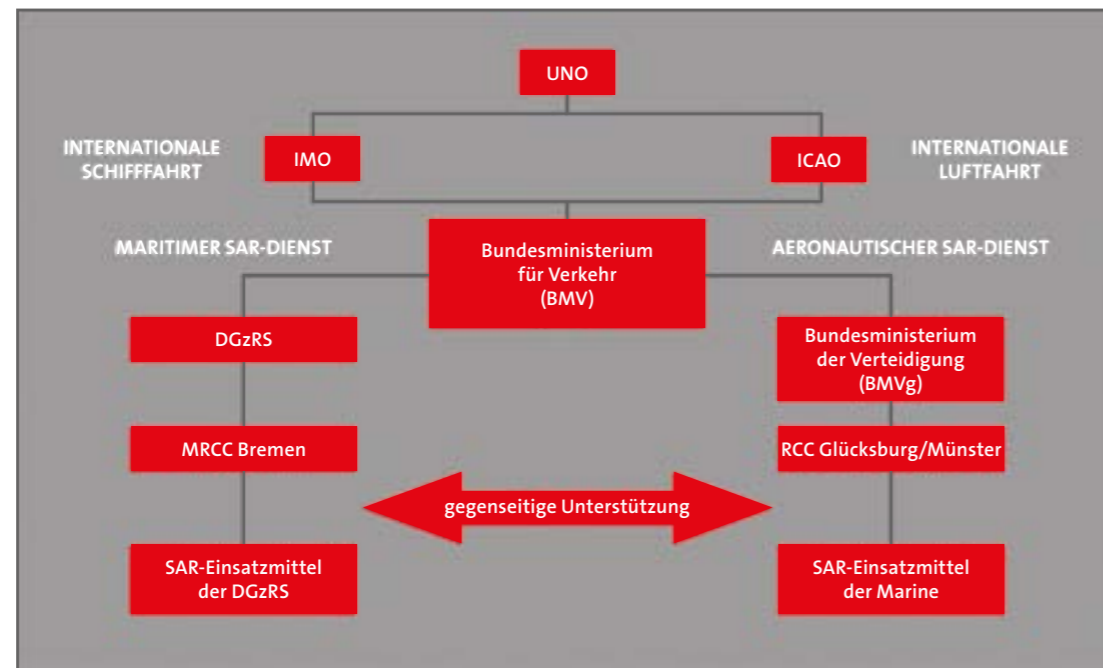 UNO
INTERNATIONALE
SCHIFFFAHRT
IMO
ICAO
INTERNATIONALE
LUFTFAHRT
MARITIMER SAR-DIENST
Bundesministerium
für Verkehr
(BMV)
AERONAUTISCHER SAR-DIENST
DGzRS
Bundesministerium
der Verteidigung
(BMVg)
MRCC Bremen
RCC Glücksburg/Münster
gegenseitige Unterstützung
SAR-Einsatzmittel
der DGzRS
SAR-Einsatzmittel
der Marine